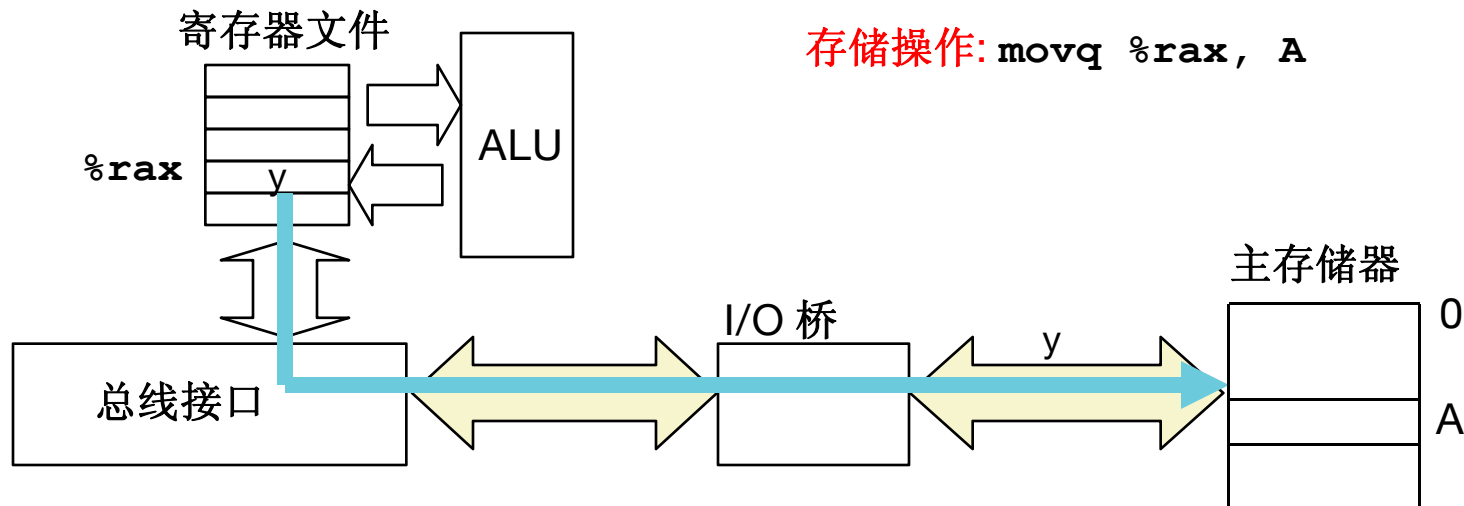 寄存器文件
存储操作: movq %rax, A
ALU
%rax
y
主存储器
I/O 桥
0
y
总线接口
A